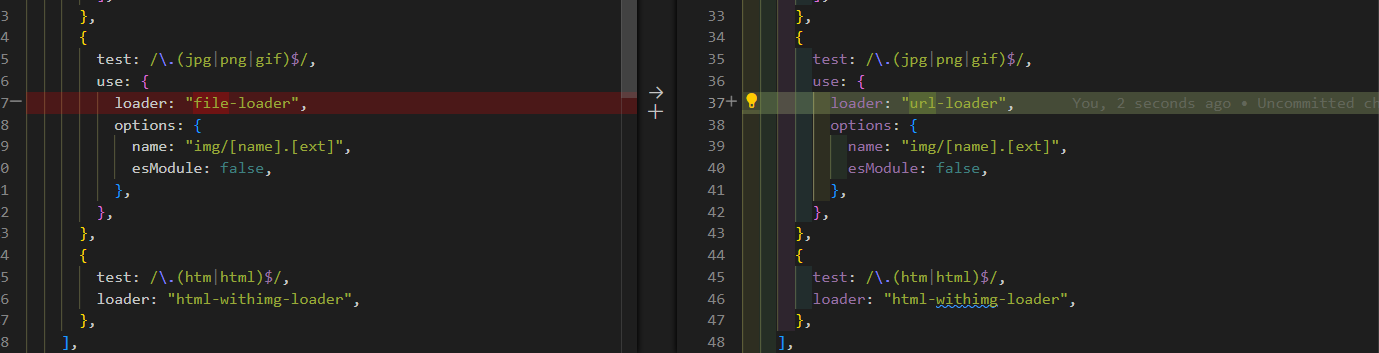 3 },
4 {
5 test: /\.(jpg|png|gif)$/,
6 use: {
7— loader: "file-loader",
8 options: {
9 name: "img/[name].[ext]",
0 esModule: false,
1 },
2 },
3 },
4 {
5 test: /\.(htm|html)$/,
6 loader: "html-withimg-loader",
7 },
8 ],
33 },
34 {
35 test: /\.(jpg|png|gif)$/,
36 use: {
37+ loader: "url-loader", You, 2 seconds ago • Uncommitted ch
38 options: {
39 name: "img/[name].[ext]",
40 esModule: false,
41 },
42 },
43 },
44 {
45 test: /\.(htm|html)$/,
46 loader: "html-withimg-loader",
47 },
48 ],